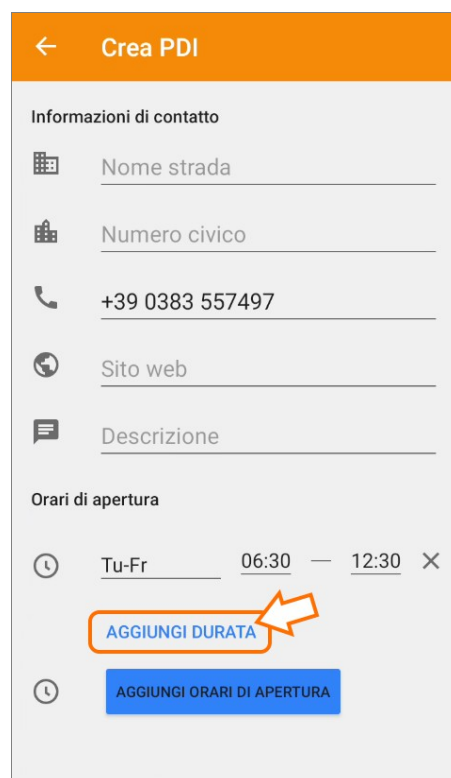 Crea PDI
Informazioni di contatto
Nome strada
Numero civico
+39 0383 557497
Sito web
Descrizione
Orari di apertura
Tu-Fr 06:30 — 12:30
AGGIUNGI DURATA
AGGIUNGI ORARI DI APERTURA